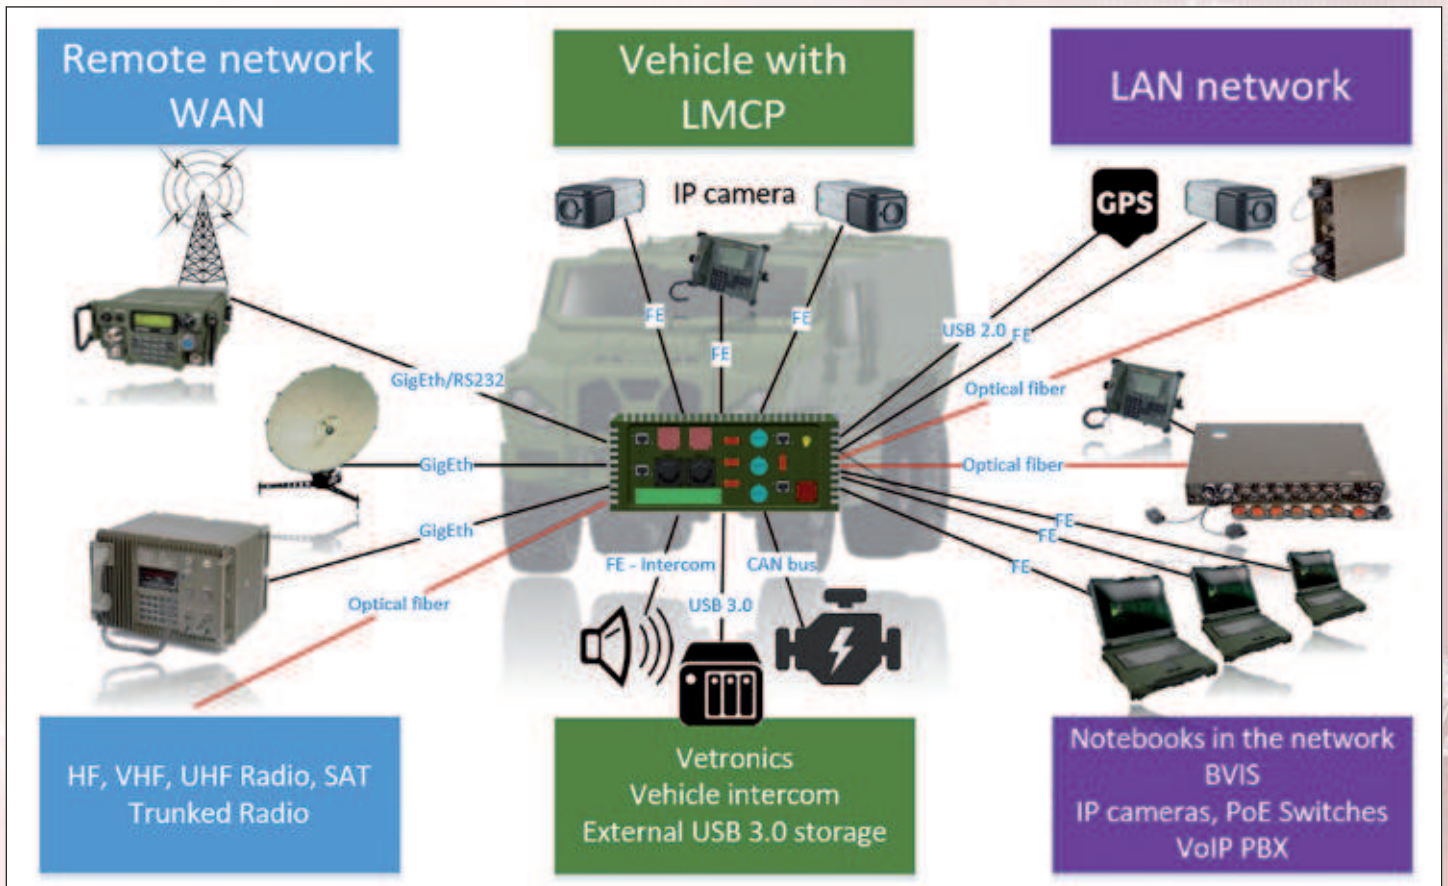 Remote network
WAN
Vehicle with
LMCP
LAN network
IP camera
GPS
FE
FE
FE
USB 2.0
FE
GigEth/RS232
Optical fiber
GigEth
Optical fiber
GigEth
FE
FE
FE
FE - Intercom
CAN bus
Optical fiber
USB 3.0
HF, VHF, UHF Radio, SAT
Trunked Radio
Vetronics
Vehicle intercom
External USB 3.0 storage
Notebooks in the network
BVIS
IP cameras, PoE Switches
VoIP PBX